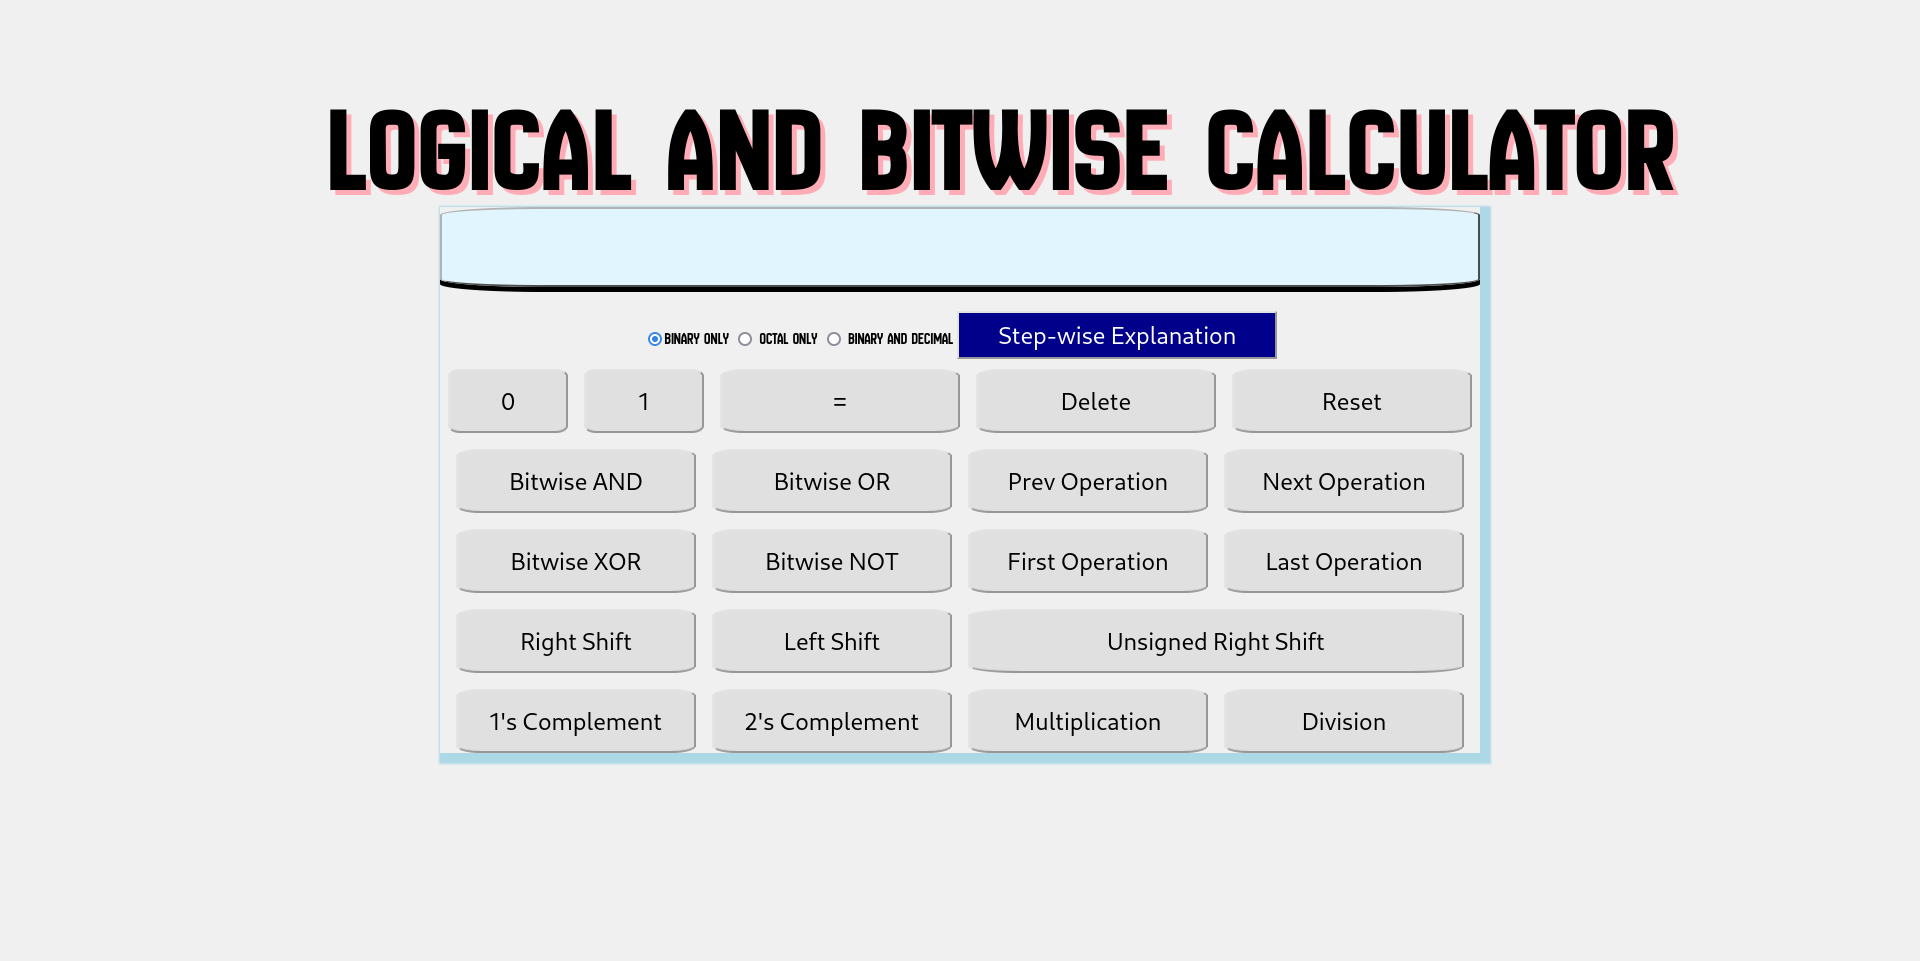 LOGICAL AND BITWISE CALCULATOR
BINARY ONLY OCTAL ONLY BINARY AND DECIMAL Step-wise Explanation
0 1 = Delete Reset
Bitwise AND Bitwise OR Prev Operation Next Operation
Bitwise XOR Bitwise NOT First Operation Last Operation
Right Shift Left Shift Unsigned Right Shift
1's Complement 2's Complement Multiplication Division